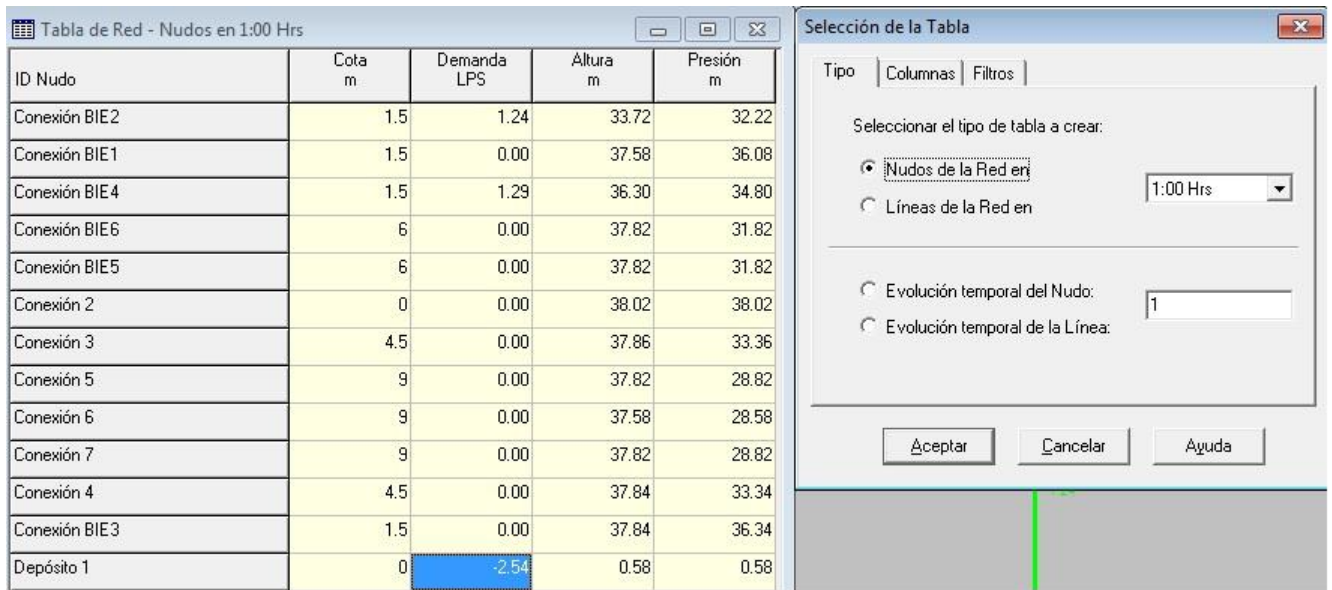 Tabla de Red - Nudos en 1:00 Hrs
ID Nudo Cota m Demanda LPS Altura m Presión m
Conexión BIE2 1.5 1.24 33.72 32.22
Conexión BIE1 1.5 0.00 37.58 36.08
Conexión BIE4 1.5 1.29 36.30 34.80
Conexión BIE6 6 0.00 37.82 31.82
Conexión BIE5 6 0.00 37.82 31.82
Conexión 2 0 0.00 38.02 38.02
Conexión 3 4.5 0.00 37.86 33.36
Conexión 5 9 0.00 37.82 28.82
Conexión 6 9 0.00 37.58 28.58
Conexión 7 9 0.00 37.82 28.82
Conexión 4 4.5 0.00 37.84 33.34
Conexión BIE3 1.5 0.00 37.84 36.34
Depósito 1 0 -2.54 0.58 0.58
Selección de la Tabla
Tipo Columnas Filtros
Seleccionar el tipo de tabla a crear:
Nudos de la Red en
1:00 Hrs
Líneas de la Red en
Evolución temporal del Nudo:
1
Evolución temporal de la Línea:
Aceptar Cancelar Ayuda